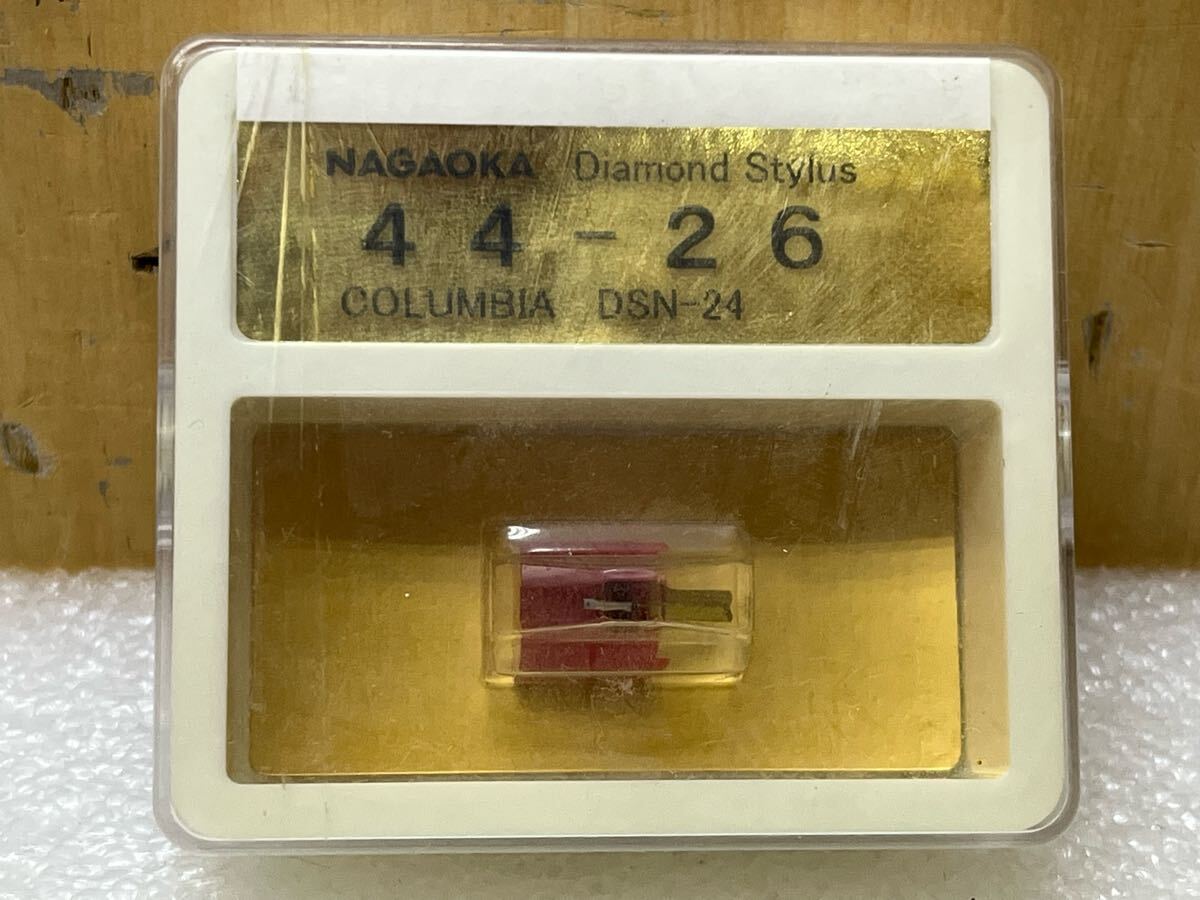 NAGAOKA Diamond Stylus
44-26
COLUMBIA DSN-24